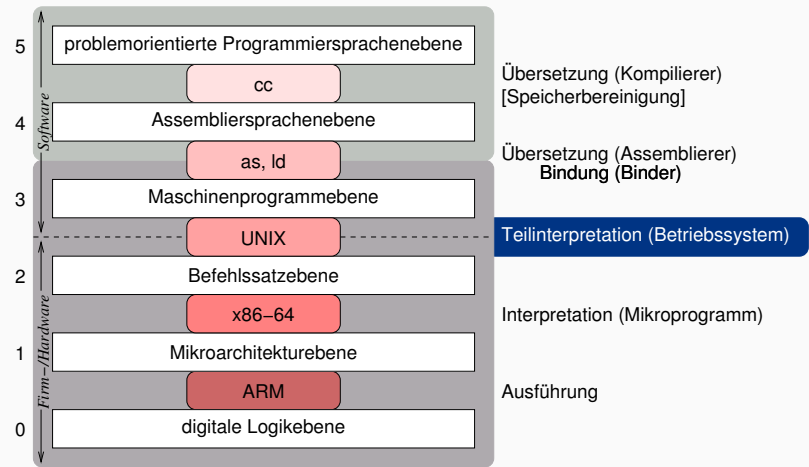 5
problemorientierte Programmiersprachenebene
cc
Übersetzung (Kompilierer)
[Speicherbereinigung]
4
Assembliersprachenebene
Software
as, ld
Übersetzung (Assemblierer)
Bindung (Binder)
3
Maschinenprogrammebene
UNIX
Teilinterpretation (Betriebssystem)
2
Befehlssatzebene
x86−64
Interpretation (Mikroprogramm)
1
Mikroarchitekturebene
Firm−/Hardware
ARM
Ausführung
0
digitale Logikebene